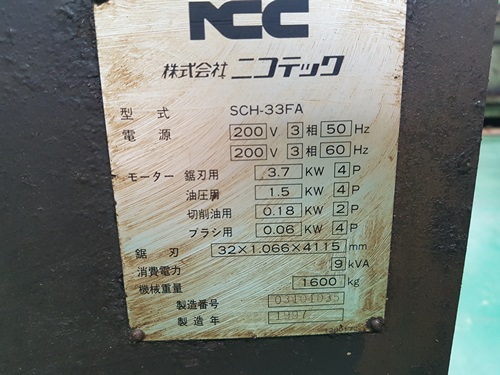 NCC
株式会社 ニコテック
型式 SCH-33FA
電源 200 V 3 相 50 Hz
200 V 3 相 60 Hz
モーター 鋸刃用 3.7 KW 4 P
油圧用 1.5 KW 4 P
切削油用 0.18 KW 2 P
ブラシ用 0.06 KW 4 P
鋸刃 32×1.066×4115 mm
消費電力 9 kVA
機械重量 1600 kg
製造番号 03104035
製造年 1997